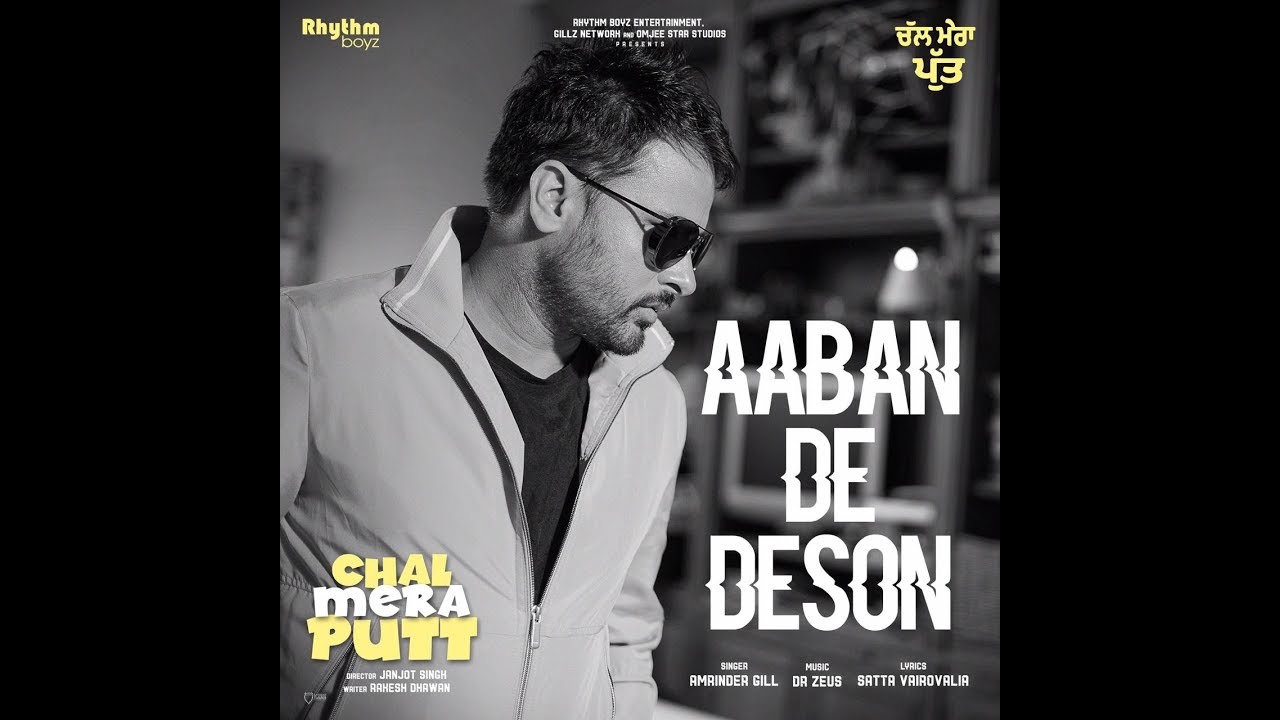 Rhythm
boyz
RHYTHM BOYZ ENTERTAINMENT,
GILLZ NETWORK AND OMJEE STAR STUDIOS
PRESENTS
ਚੱਲ ਮੇਰਾ
ਪੁੱਤ
AABAN
DE
DESON
CHAL
MERA
PUTT
DIRECTOR JANJOT SINGH
WRITER RAKESH DHAWAN
SINGER
AMRINDER GILL
MUSIC
DR ZEUS
LYRICS
SATTA VAIROVALIA